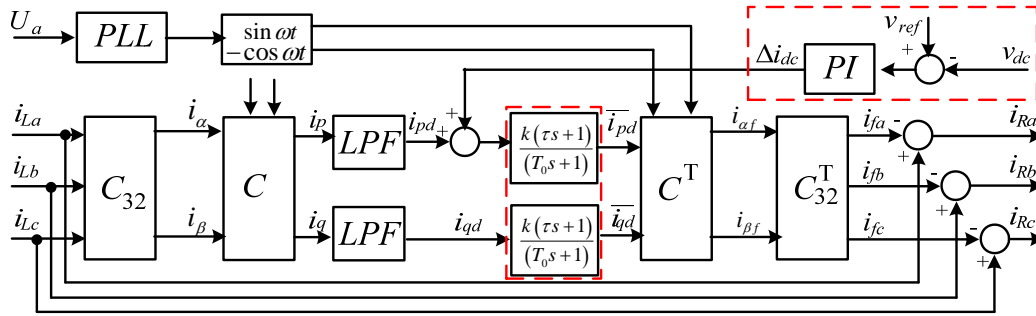 U_a PLL sin ωt v_ref
-cos ωt Δi_dc PI + - v_dc
i_La i_α i_p i_pd + \overline{i_pd} i_αf i_fa - i_Ra
LPF + k(τs+1)/(T_0s+1) +
i_Lb C_32 C C^T C_32^T i_fb - i_Rb
+
i_Lc i_β i_q LPF i_qd k(τs+1)/(T_0s+1) \overline{i_qd} i_βf i_fc - i_Rc
+